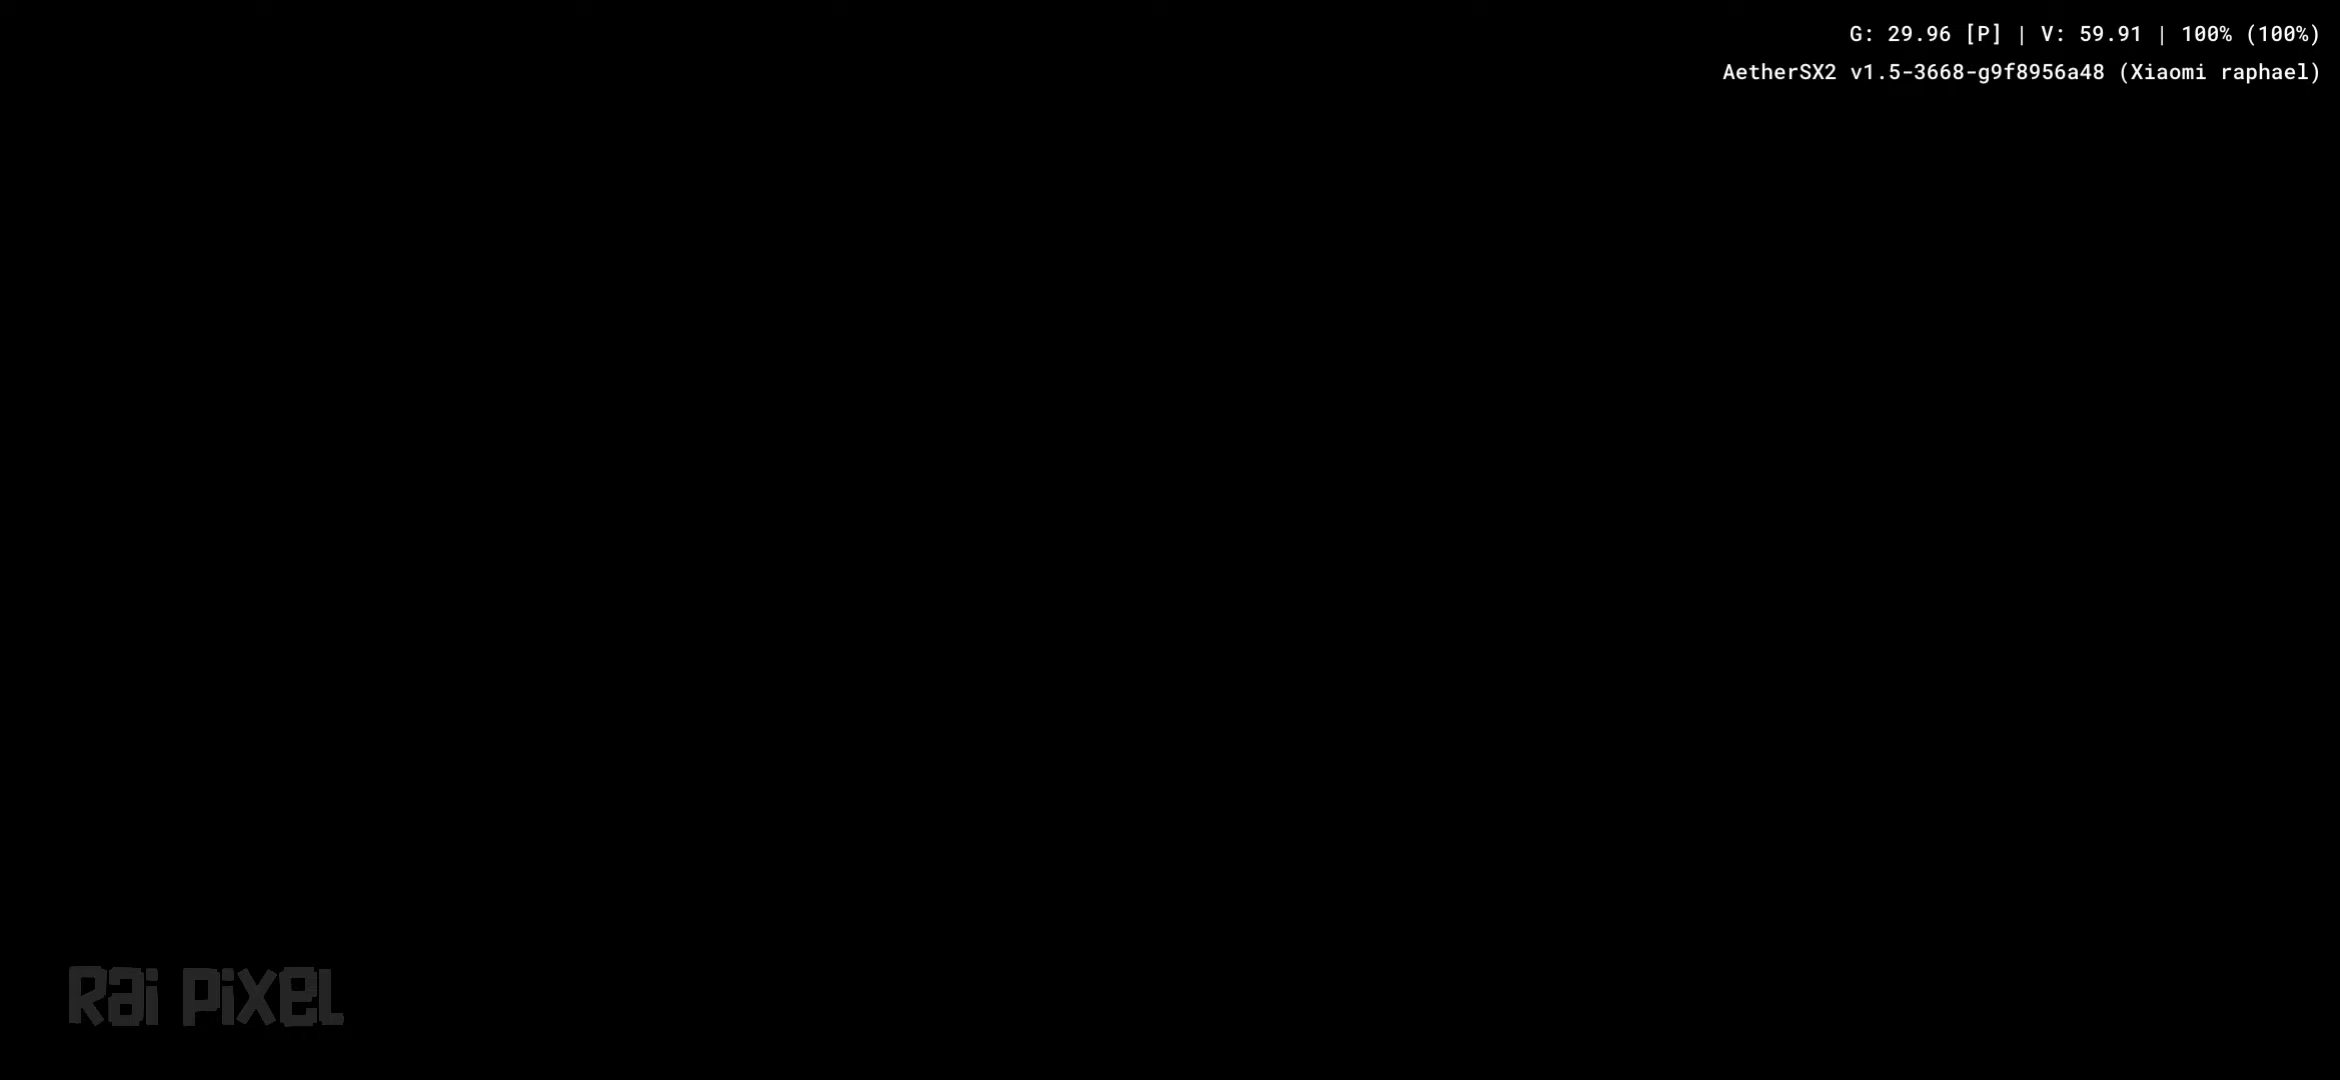 G: 29.96 [P] | V: 59.91 | 100% (100%)
AetherSX2 v1.5-3668-g9f8956a48 (Xiaomi raphael)
Rai Pixel